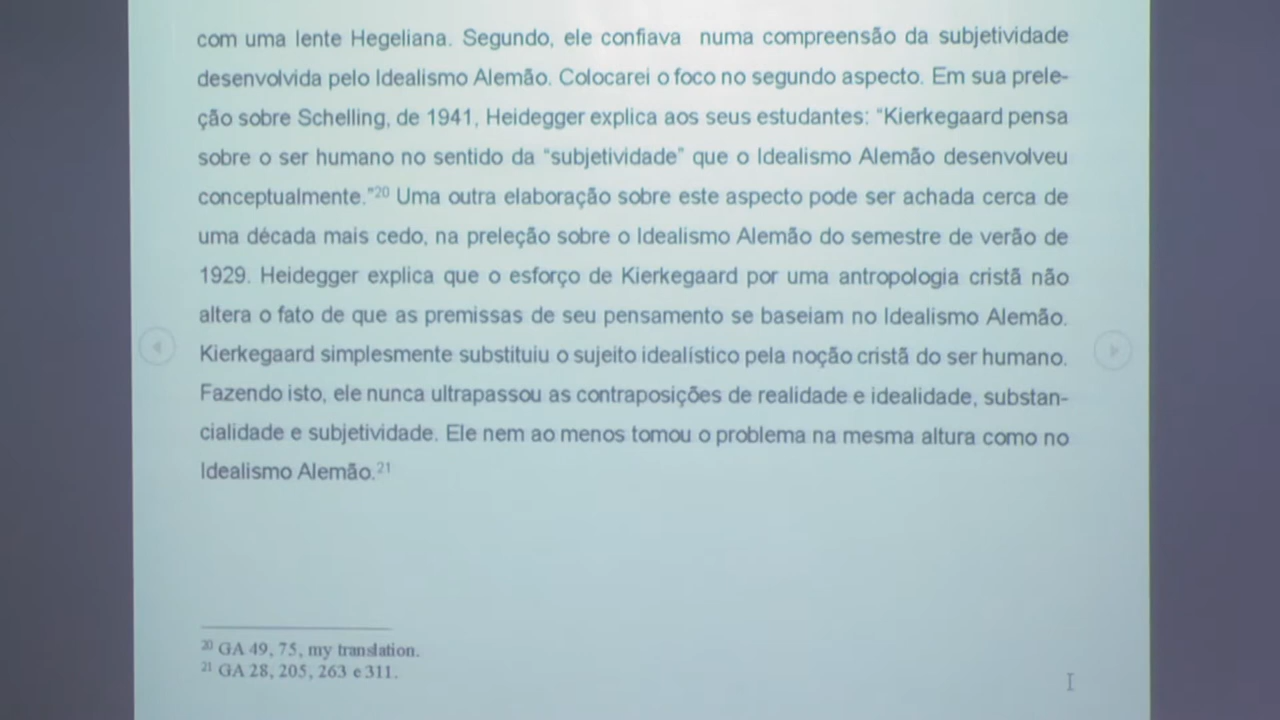 com uma lente Hegeliana. Segundo, ele confiava numa compreensão da subjetividade
desenvolvida pelo Idealismo Alemão. Colocarei o foco no segundo aspecto. Em sua prele-
ção sobre Schelling, de 1941, Heidegger explica aos seus estudantes: “Kierkegaard pensa
sobre o ser humano no sentido da “subjetividade” que o Idealismo Alemão desenvolveu
conceptualmente.”20 Uma outra elaboração sobre este aspecto pode ser achada cerca de
uma década mais cedo, na preleção sobre o Idealismo Alemão do semestre de verão de
1929. Heidegger explica que o esforço de Kierkegaard por uma antropologia cristã não
altera o fato de que as premissas de seu pensamento se baseiam no Idealismo Alemão.
Kierkegaard simplesmente substituiu o sujeito idealístico pela noção cristã do ser humano.
Fazendo isto, ele nunca ultrapassou as contraposições de realidade e idealidade, substan-
cialidade e subjetividade. Ele nem ao menos tomou o problema na mesma altura como no
Idealismo Alemão.21
20 GA 49, 75, my translation.
21 GA 28, 205, 263 e 311.